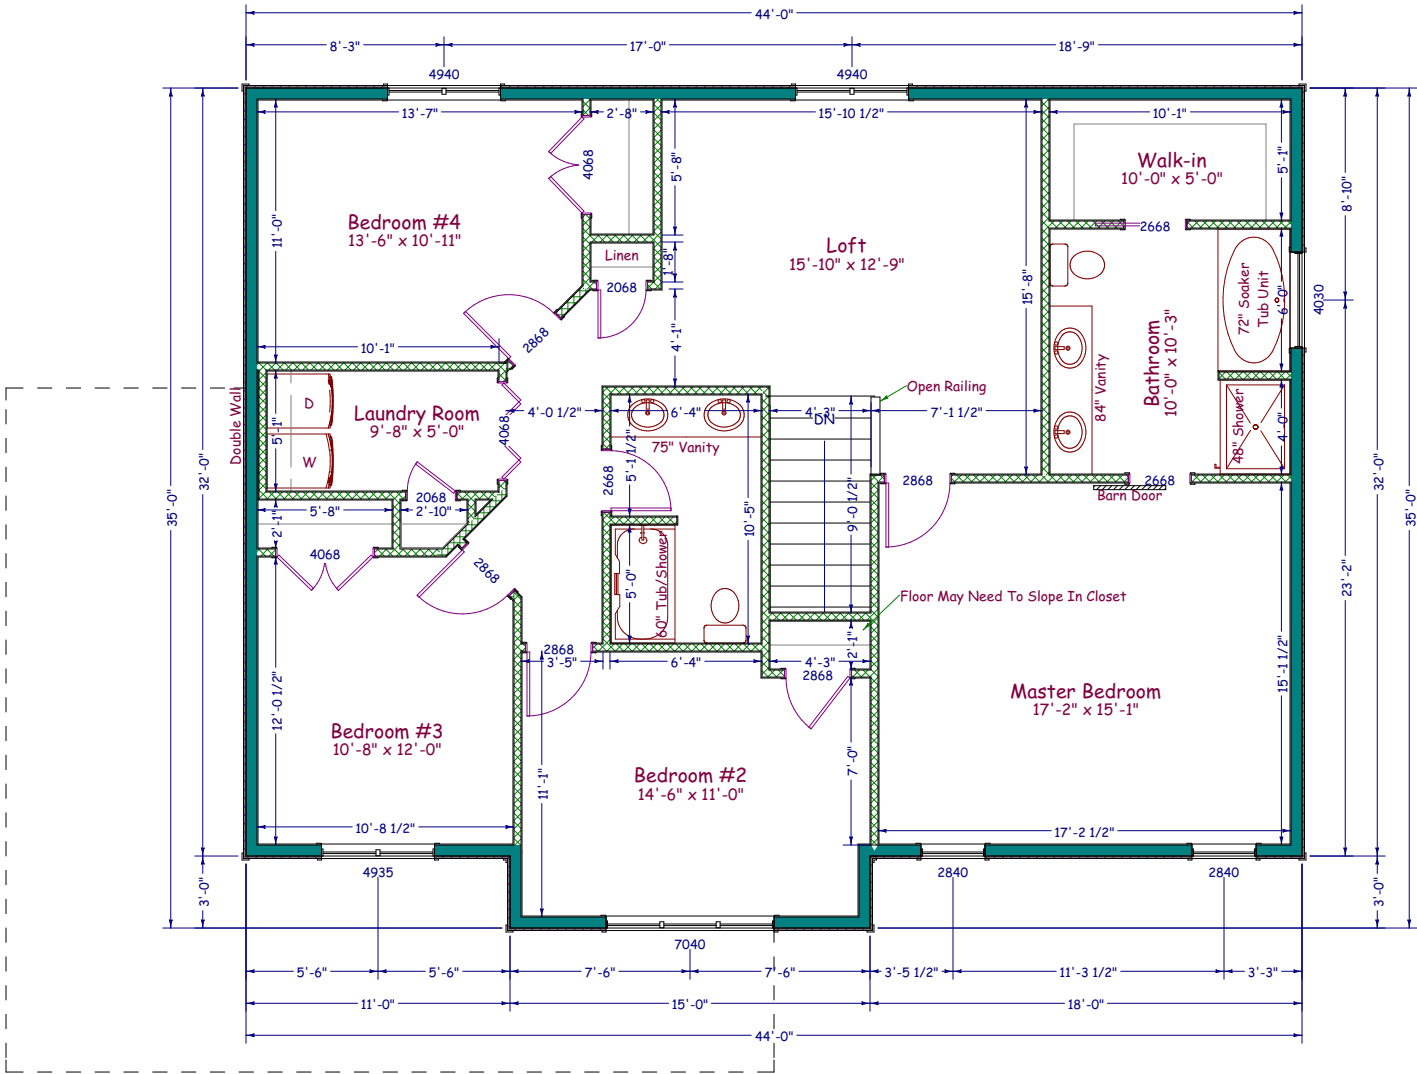 44'-0"
8'-3"
17'-0"
18'-9"
4940
4940
13'-7"
2'-8"
15'-10 1/2"
10'-1"
Walk-in
10'-0" x 5'-0"
5'-1"
8'-10"
4068
5'-8"
11'-0"
Bedroom #4
13'-6" x 10'-11"
Loft
15'-10" x 12'-9"
2668
Linen
1'-8"
2068
15'-8"
72" Soaker
Tub Unit
6'-0"
4030
2868
4'-1"
10'-1"
Bathroom
10'-0" x 10'-3"
84" Vanity
Open Railing
D
Laundry Room
9'-8" x 5'-0"
5'-1"
W
Double Wall
4068
4'-0 1/2"
6'-4"
4'-3"
DN
7'-1 1/2"
75" Vanity
5'-1 1/2"
48" Shower
4'-0"
32'-0"
35'-0"
32'-0"
35'-0"
2668
2868
2668
Barn Door
2068
5'-8"
2'-10"
2'-1"
4068
2868
10'-5"
9'-0 1/2"
5'-0"
60" Tub/Shower
Floor May Need To Slope In Closet
23'-2"
2868
3'-5"
6'-4"
4'-3"
2'-1"
2868
15'-1 1/2"
Master Bedroom
17'-2" x 15'-1"
12'-0 1/2"
Bedroom #3
10'-8" x 12'-0"
11'-1"
Bedroom #2
14'-6" x 11'-0"
7'-0"
10'-8 1/2"
17'-2 1/2"
4935
2840
2840
3'-0"
3'-0"
7040
5'-6"
5'-6"
7'-6"
7'-6"
3'-5 1/2"
11'-3 1/2"
3'-3"
11'-0"
15'-0"
18'-0"
44'-0"